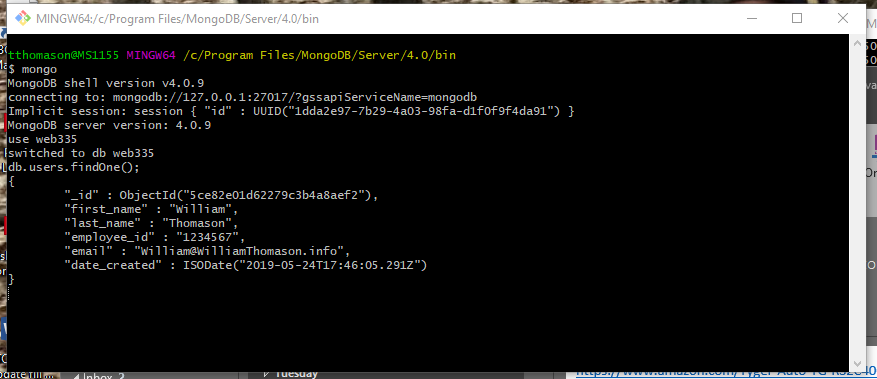 MINGW64:/c/Program Files/MongoDB/Server/4.0/bin
tthomason@MS1155 MINGW64 /c/Program Files/MongoDB/Server/4.0/bin
$ mongo
MongoDB shell version v4.0.9
connecting to: mongodb://127.0.0.1:27017/?gssapiServiceName=mongodb
Implicit session: session { "id" : UUID("1dda2e97-7b29-4a03-98fa-d1f0f9f4da91") }
MongoDB server version: 4.0.9
use web335
switched to db web335
db.users.findOne();
{
        "_id" : ObjectId("5ce82e01d62279c3b4a8aef2"),
        "first_name" : "William",
        "last_name" : "Thomason",
        "employee_id" : "1234567",
        "email" : "William@WilliamThomason.info",
        "date_created" : ISODate("2019-05-24T17:46:05.291Z")
}
Inbox 2
Tuesday